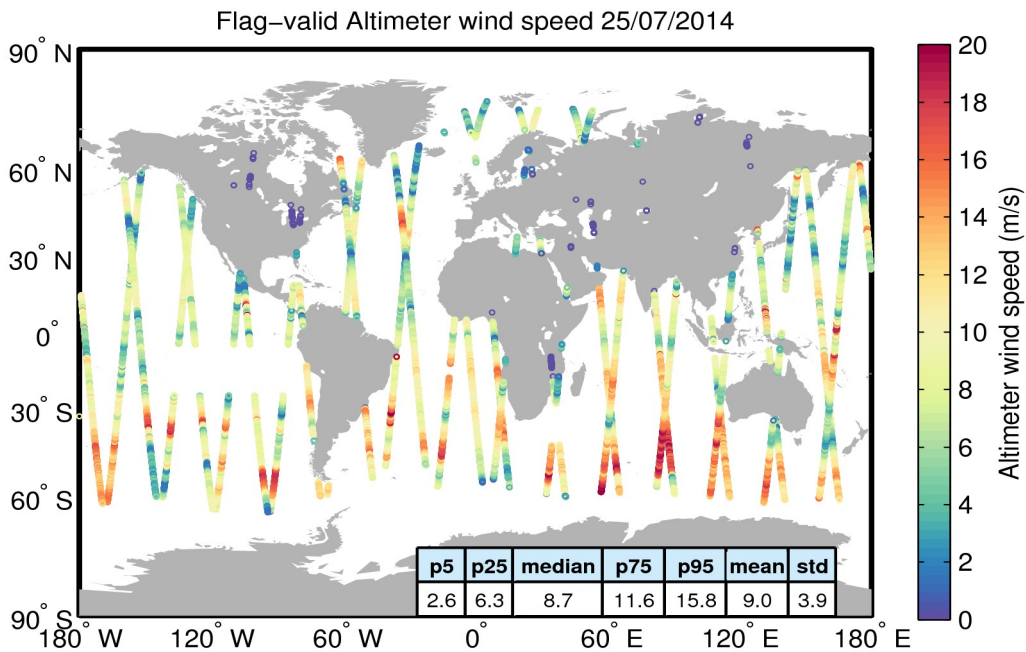 Flag−valid Altimeter wind speed 25/07/2014
90° N
60° N
30° N
0°
30° S
60° S
90° S
180° W
120° W
60° W
0°
60° E
120° E
180° E
p5 p25 median p75 p95 mean std
2.6 6.3 8.7 11.6 15.8 9.0 3.9
20
18
16
14
12
10
8
6
4
2
0
Altimeter wind speed (m/s)